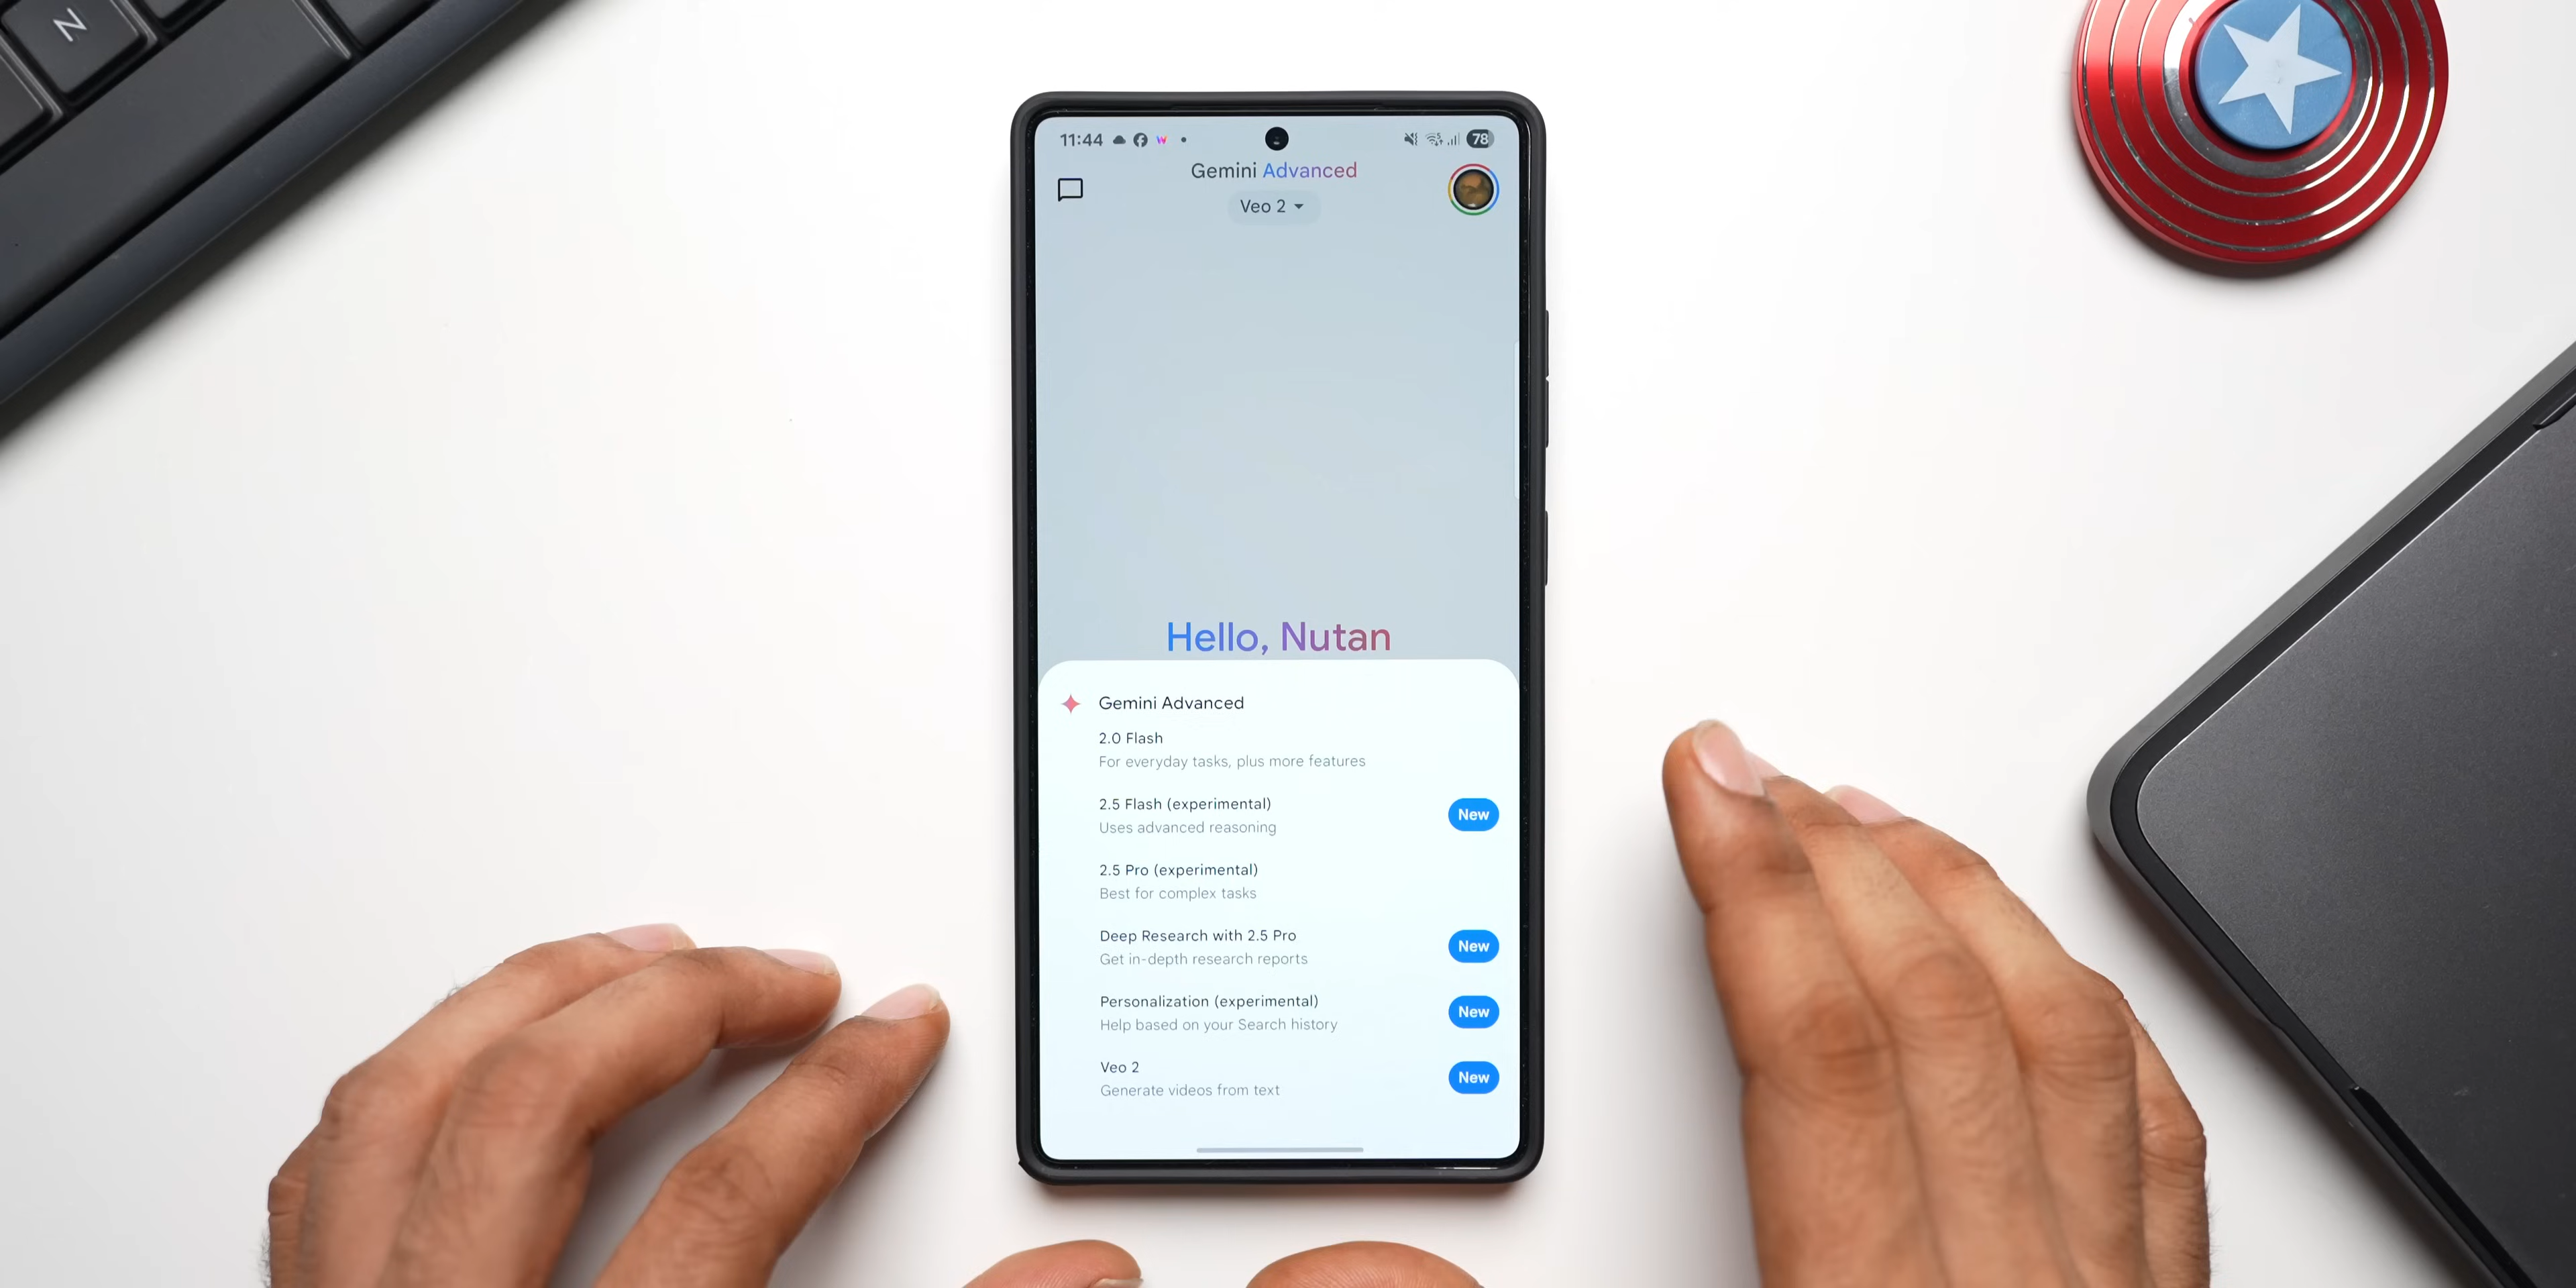 N
11:44
78
Gemini Advanced
Veo 2
Hello, Nutan
Gemini Advanced
2.0 Flash
For everyday tasks, plus more features
2.5 Flash (experimental)
Uses advanced reasoning
New
2.5 Pro (experimental)
Best for complex tasks
Deep Research with 2.5 Pro
Get in-depth research reports
New
Personalization (experimental)
Help based on your Search history
New
Veo 2
Generate videos from text
New